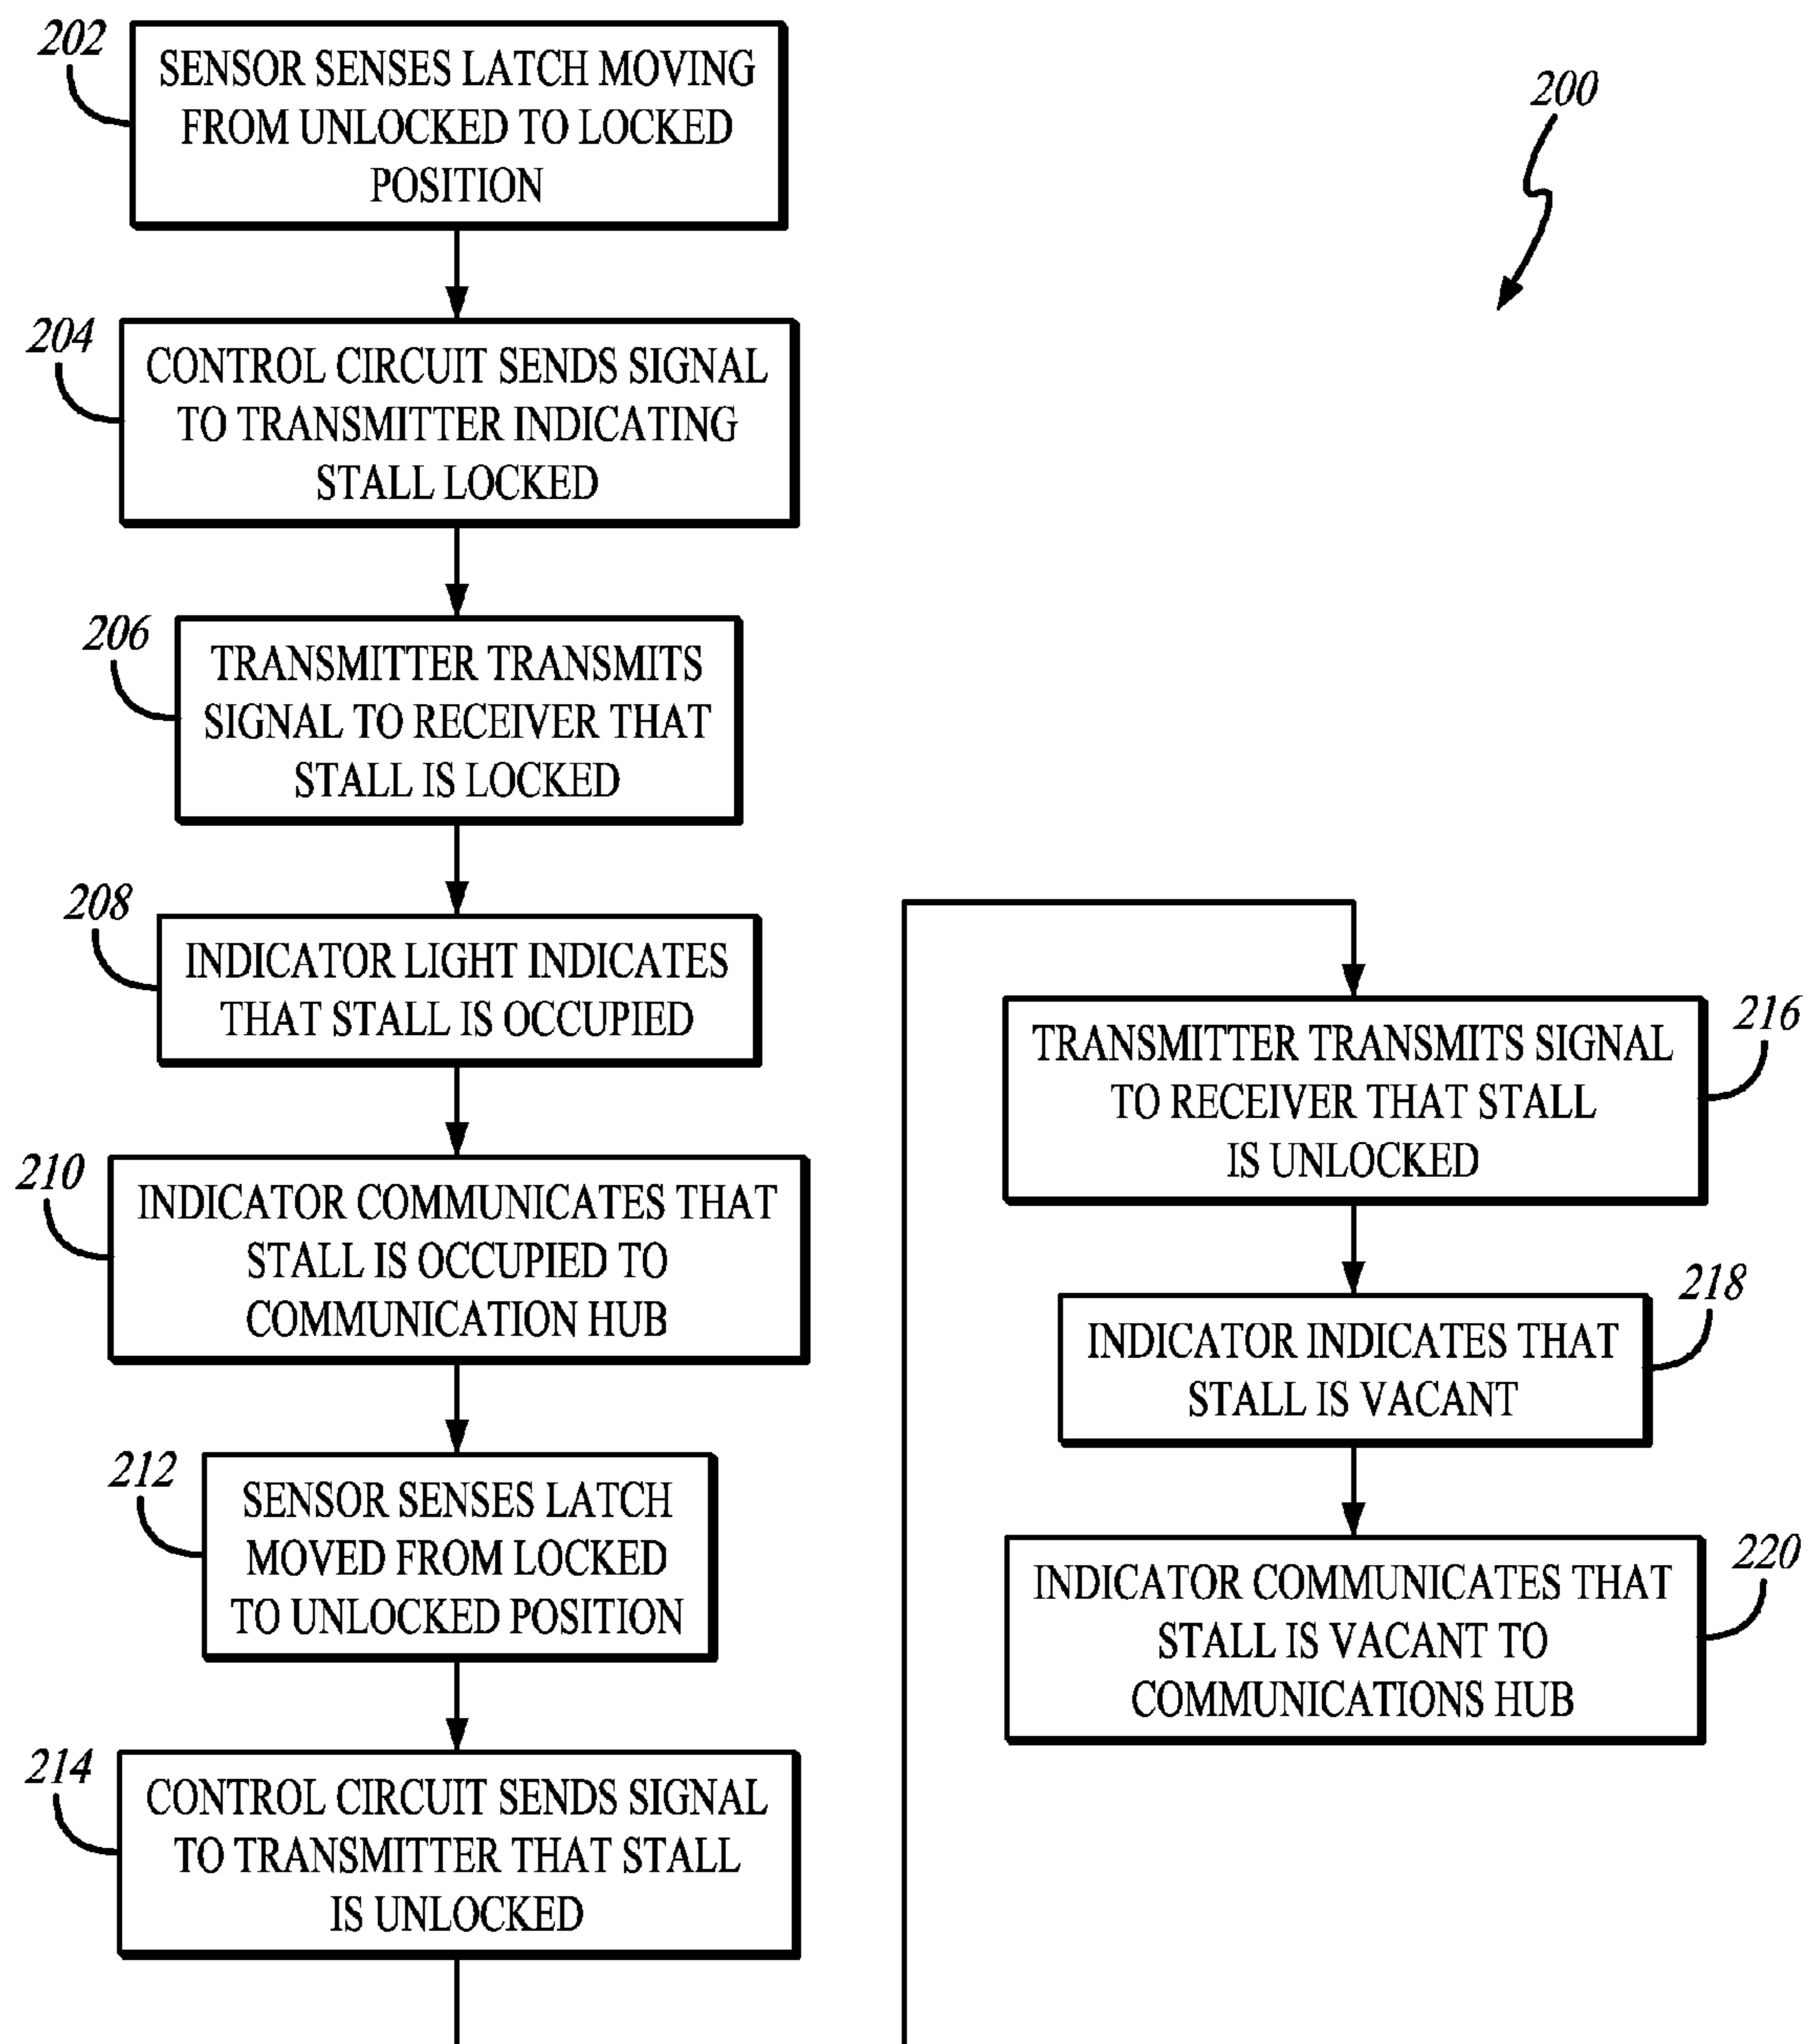 202
SENSOR SENSES LATCH MOVING
FROM UNLOCKED TO LOCKED
POSITION
200
204
CONTROL CIRCUIT SENDS SIGNAL
TO TRANSMITTER INDICATING
STALL LOCKED
206
TRANSMITTER TRANSMITS
SIGNAL TO RECEIVER THAT
STALL IS LOCKED
208
INDICATOR LIGHT INDICATES
THAT STALL IS OCCUPIED
210
INDICATOR COMMUNICATES THAT
STALL IS OCCUPIED TO
COMMUNICATION HUB
212
SENSOR SENSES LATCH
MOVED FROM LOCKED
TO UNLOCKED POSITION
214
CONTROL CIRCUIT SENDS SIGNAL
TO TRANSMITTER THAT STALL
IS UNLOCKED
216
TRANSMITTER TRANSMITS SIGNAL
TO RECEIVER THAT STALL
IS UNLOCKED
218
INDICATOR INDICATES THAT
STALL IS VACANT
220
INDICATOR COMMUNICATES THAT
STALL IS VACANT TO
COMMUNICATIONS HUB